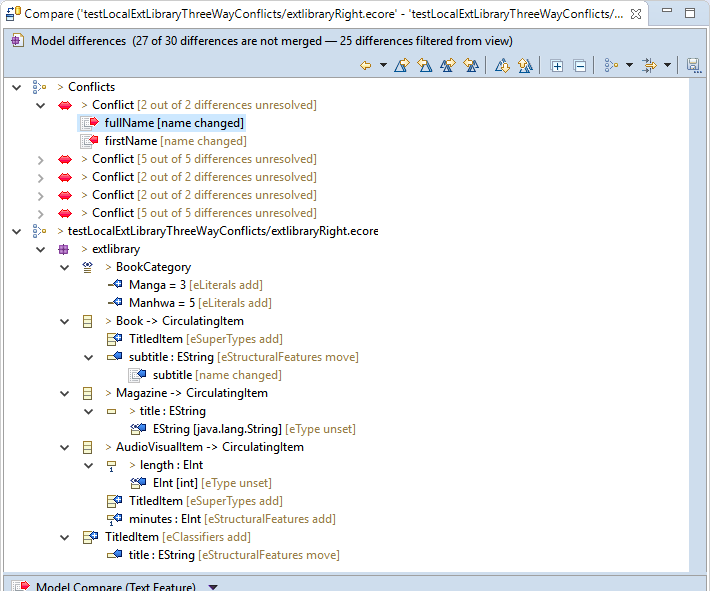 Compare ('testLocalExtLibraryThreeWayConflicts/extlibraryRight.ecore' - 'testLocalExtLibraryThreeWayConflicts/...
Model differences (27 of 30 differences are not merged — 25 differences filtered from view)
> Conflicts
> Conflict [2 out of 2 differences unresolved]
fullName [name changed]
firstName [name changed]
> Conflict [5 out of 5 differences unresolved]
> Conflict [2 out of 2 differences unresolved]
> Conflict [2 out of 2 differences unresolved]
> Conflict [5 out of 5 differences unresolved]
> testLocalExtLibraryThreeWayConflicts/extlibraryRight.ecore
> extlibrary
> BookCategory
Manga = 3 [eLiterals add]
Manhwa = 5 [eLiterals add]
> Book -> CirculatingItem
TitledItem [eSuperTypes add]
subtitle : EString [eStructuralFeatures move]
subtitle [name changed]
> Magazine -> CirculatingItem
> title : EString
EString [java.lang.String] [eType unset]
> AudioVisualItem -> CirculatingItem
> length : EInt
EInt [int] [eType unset]
TitledItem [eSuperTypes add]
minutes : EInt [eStructuralFeatures add]
TitledItem [eClassifiers add]
title : EString [eStructuralFeatures move]
Model Compare (Text Feature)